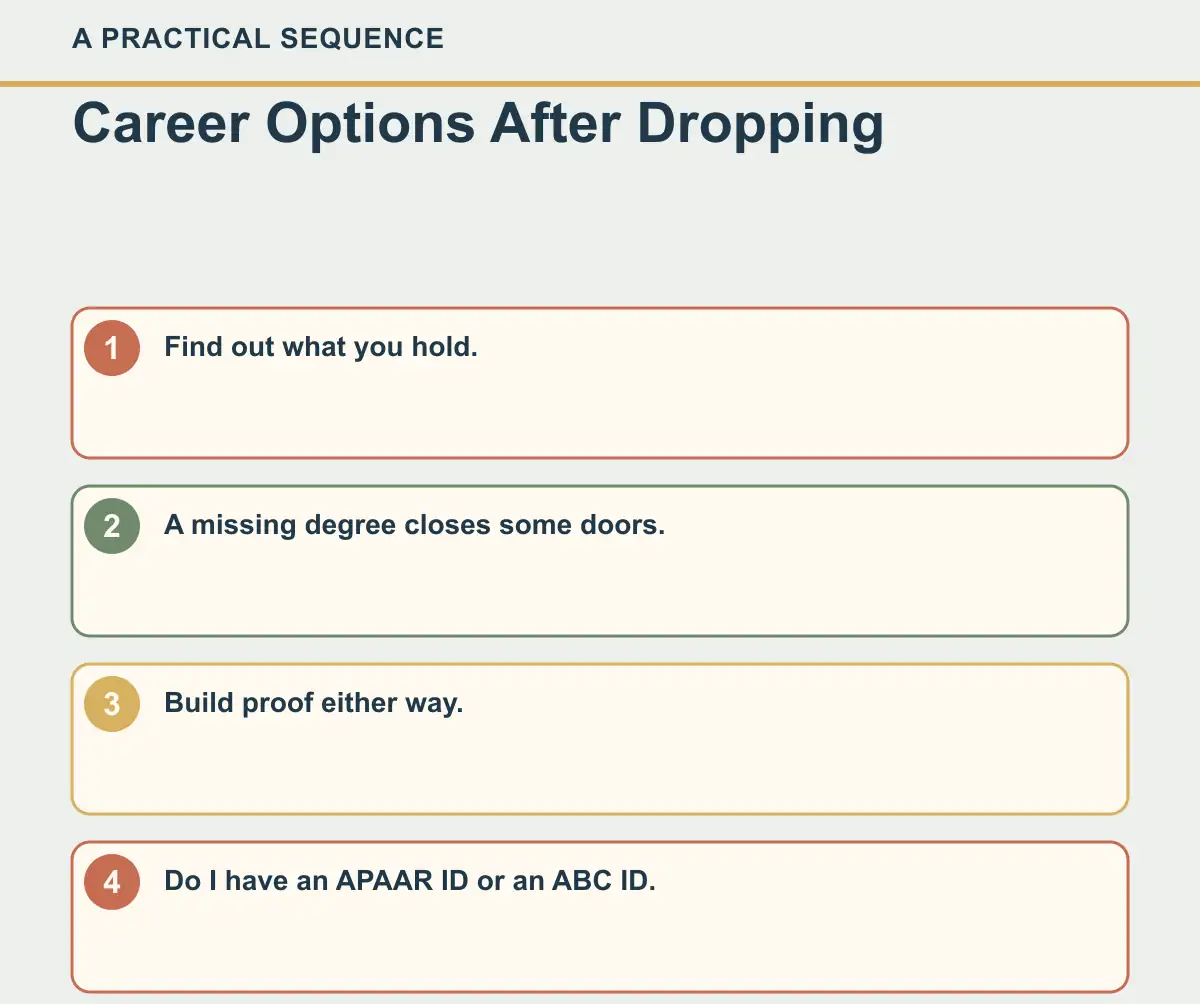 A PRACTICAL SEQUENCE
Career Options After Dropping
1 Find out what you hold.
2 A missing degree closes some doors.
3 Build proof either way.
4 Do I have an APAAR ID or an ABC ID.